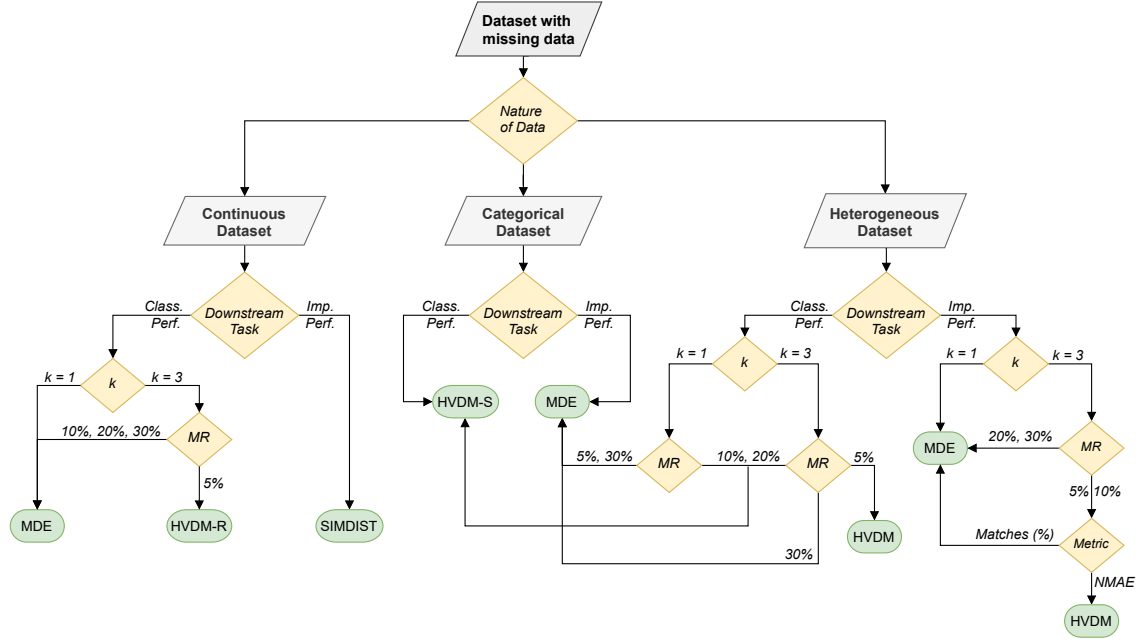 Dataset with
missing data
Nature
of Data
Continuous
Dataset
Categorical
Dataset
Heterogeneous
Dataset
Class.
Perf.
Downstream
Task
Imp.
Perf.
Class.
Perf.
Downstream
Task
Imp.
Perf.
Class.
Perf.
Downstream
Task
Imp.
Perf.
k = 1
k
k = 3
k = 1
k
k = 3
k = 1
k
k = 3
HVDM-S
MDE
10%, 20%, 30%
MR
5%
5%, 30%
MR
10%, 20%
MR
5%
MDE
20%, 30%
MR
5%
10%
MDE
HVDM-R
SIMDIST
HVDM
30%
Matches (%)
Metric
NMAE
HVDM